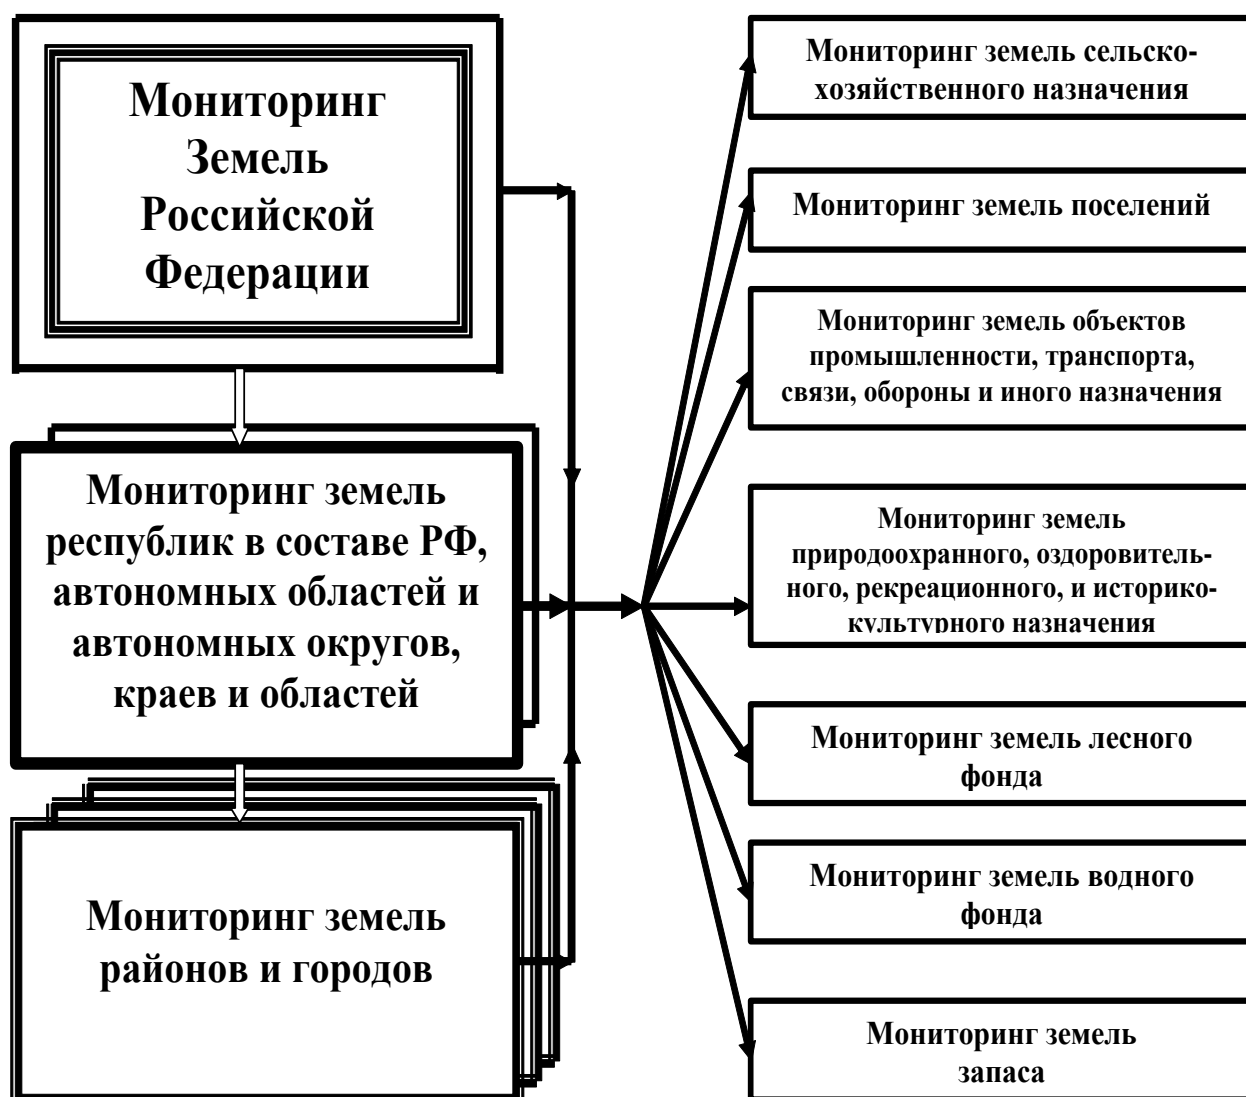 Мониторинг
Земель
Российской
Федерации
Мониторинг земель
республик в составе РФ,
автономных областей и
автономных округов,
краев и областей
Мониторинг земель
районов и городов
Мониторинг земель сельско-
хозяйственного назначения
Мониторинг земель поселений
Мониторинг земель объектов
промышленности, транспорта,
связи, обороны и иного назначения
Мониторинг земель
природоохранного, оздоровитель-
ного, рекреационного, и историко-
культурного назначения
Мониторинг земель лесного
фонда
Мониторинг земель водного
фонда
Мониторинг земель
запаса